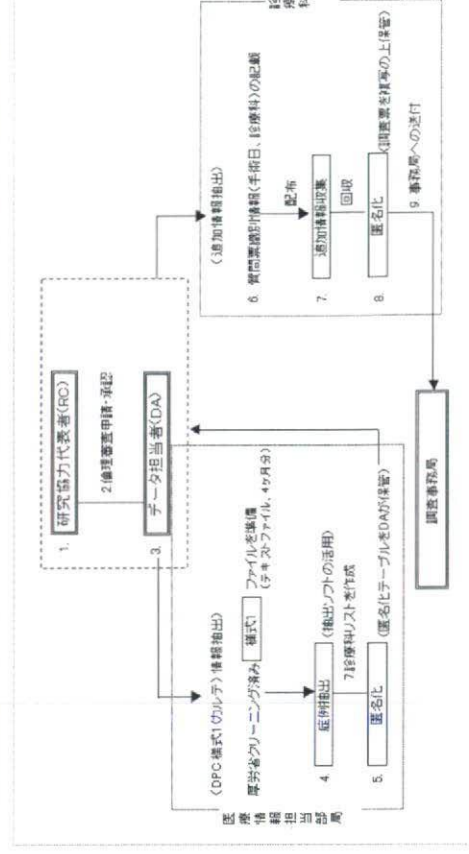 1. 研究協力代表者(RC)
2.倫理審査申請・承認
3. データ担当者(DA)
医療情報担当部局
〈DPC 様式1(カルテ)情報抽出〉
厚労省クリーニング済み 様式1 ファイルを準備
(テキストファイル、4ヶ月分)
4. 症例抽出 (抽出ソフトの活用)
7.診療科リストを作成
5. 匿名化 (匿名化テーブルをDAが保管)
診療科
〈追加情報抽出〉
6. 質問票識別情報(手術日、診療科)の記載
配布
7. 追加情報収集
回収
8. 匿名化 (調査票を複写の上保管)
9. 事務局への送付
調査事務局